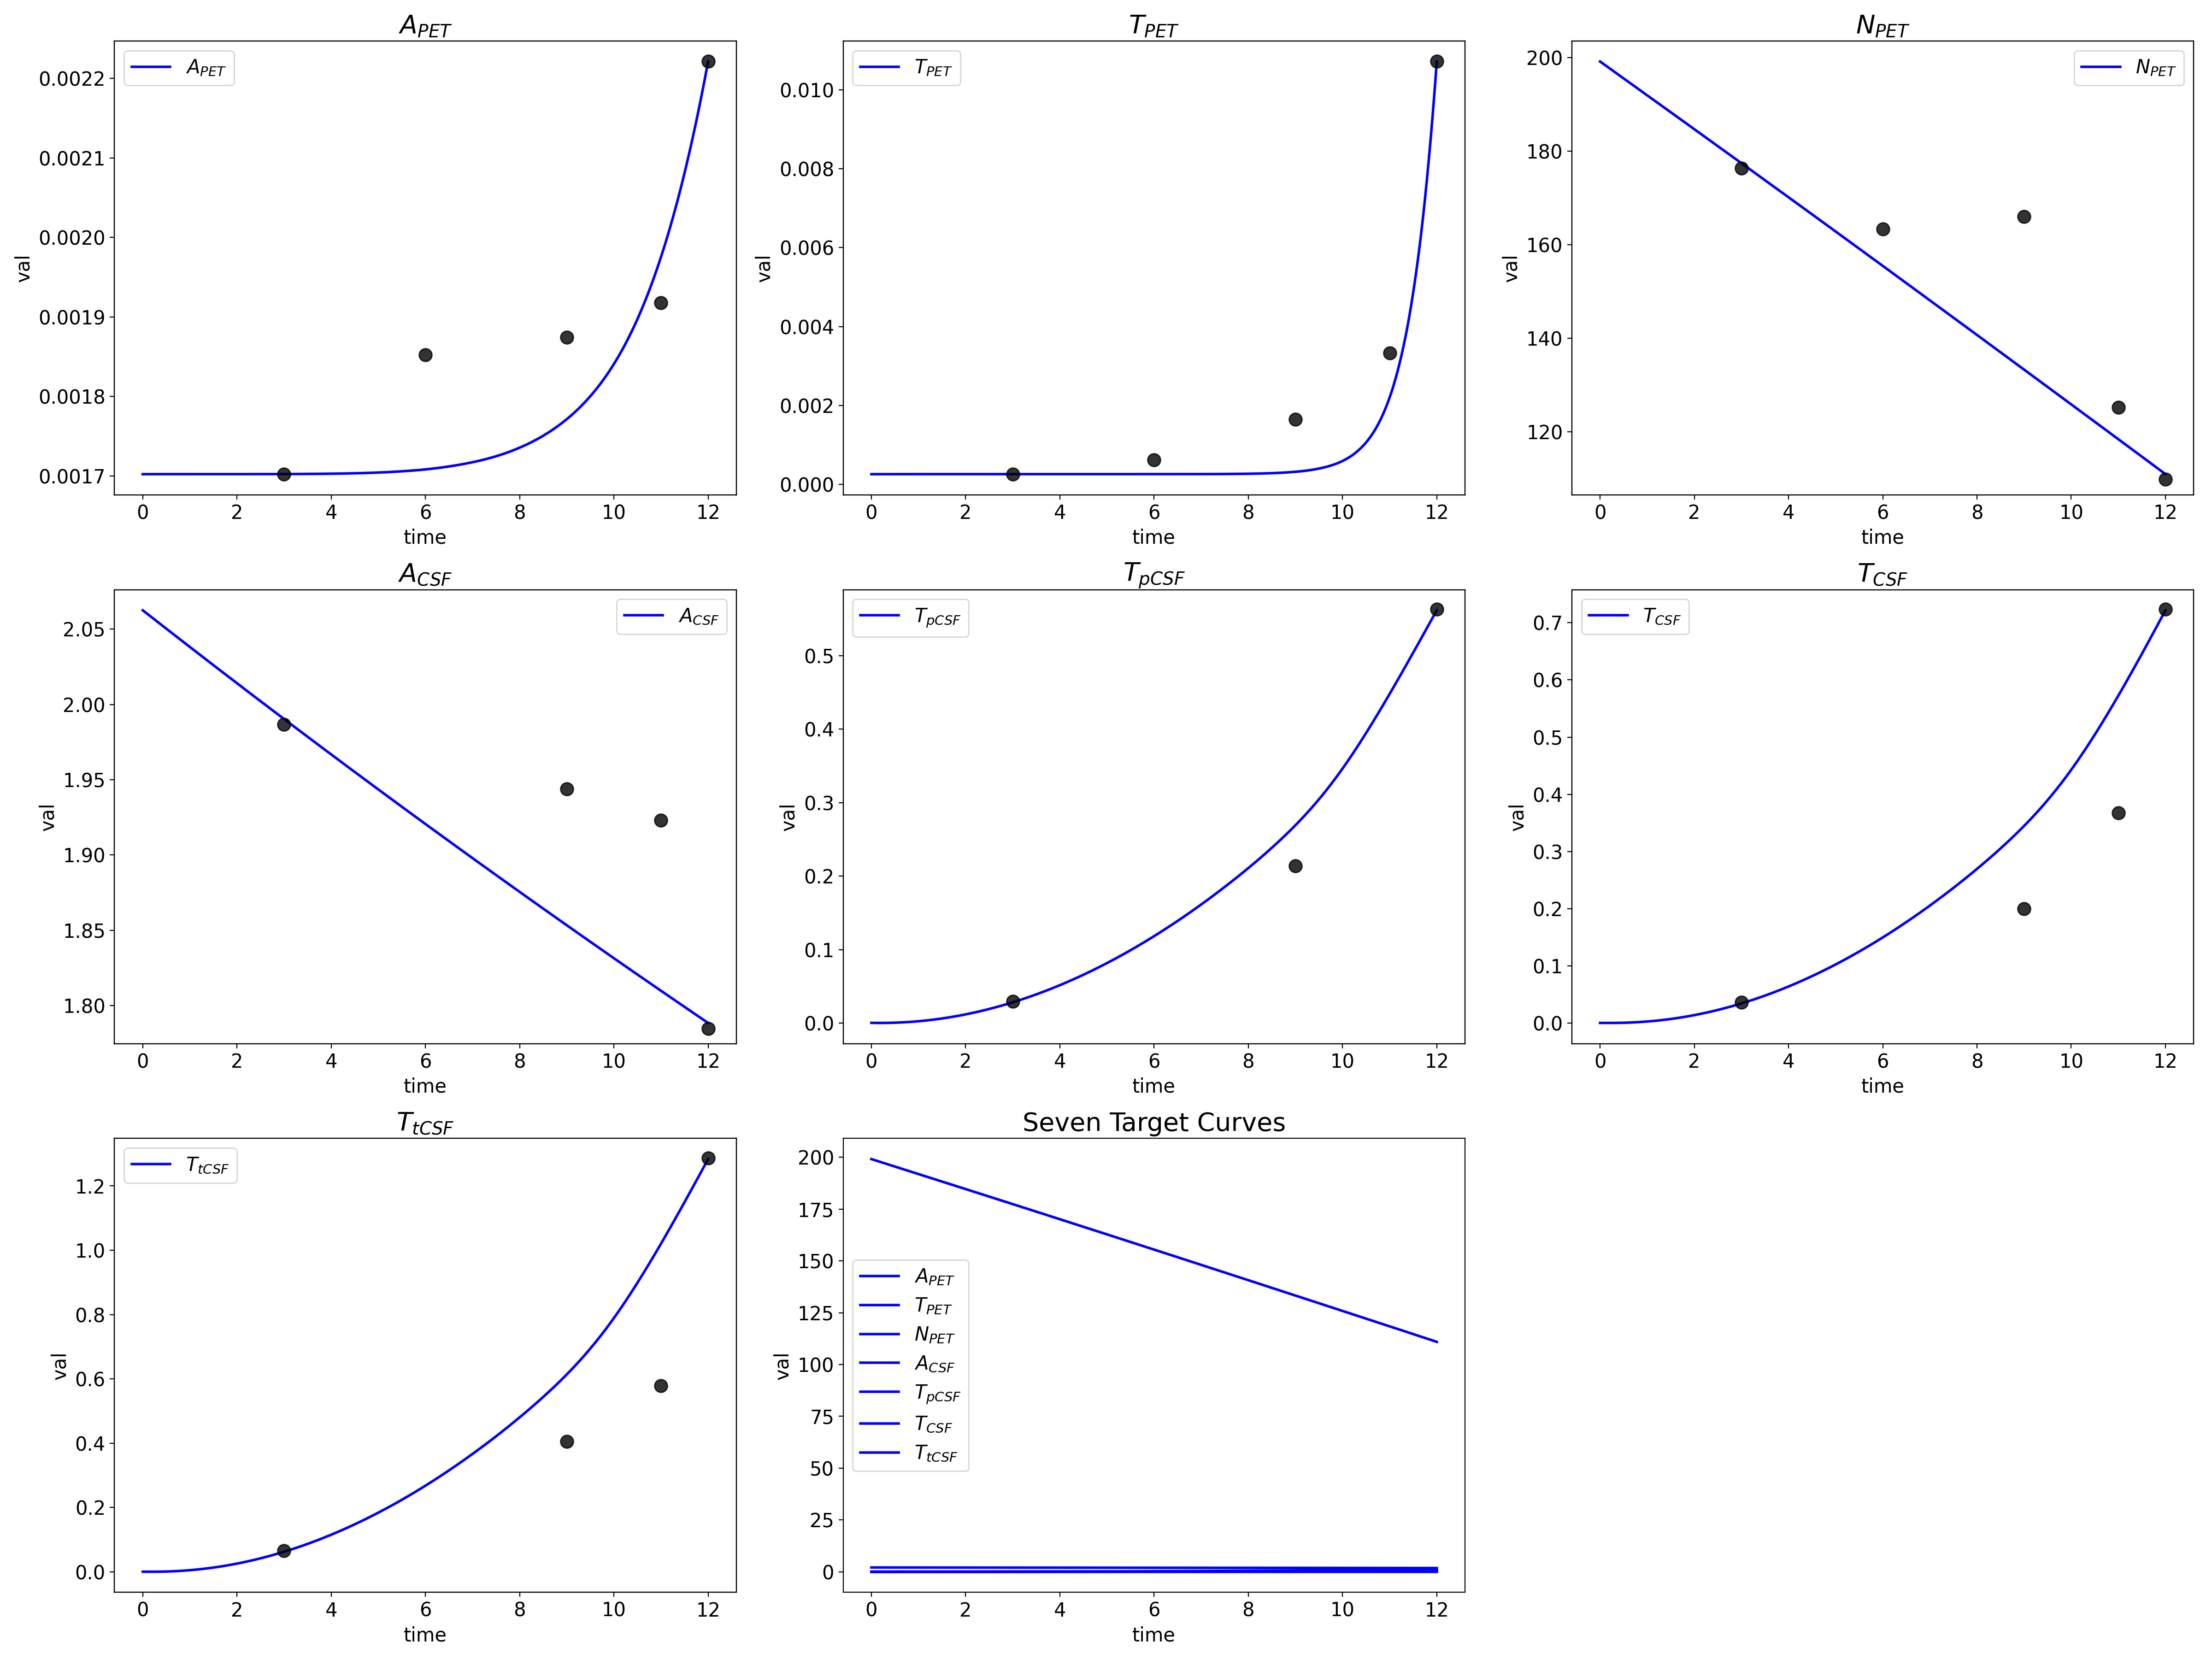 A_PET
A_PET
val
0.0022
0.0021
0.0020
0.0019
0.0018
0.0017
0 2 4 6 8 10 12
time
T_PET
T_PET
val
0.010
0.008
0.006
0.004
0.002
0.000
0 2 4 6 8 10 12
time
N_PET
N_PET
val
200
180
160
140
120
0 2 4 6 8 10 12
time
A_CSF
A_CSF
val
2.05
2.00
1.95
1.90
1.85
1.80
0 2 4 6 8 10 12
time
T_pCSF
T_pCSF
val
0.5
0.4
0.3
0.2
0.1
0.0
0 2 4 6 8 10 12
time
T_CSF
T_CSF
val
0.7
0.6
0.5
0.4
0.3
0.2
0.1
0.0
0 2 4 6 8 10 12
time
T_tCSF
T_tCSF
val
1.2
1.0
0.8
0.6
0.4
0.2
0.0
0 2 4 6 8 10 12
time
Seven Target Curves
val
200
175
150
125
100
75
50
25
0
A_PET
T_PET
N_PET
A_CSF
T_pCSF
T_CSF
T_tCSF
0 2 4 6 8 10 12
time